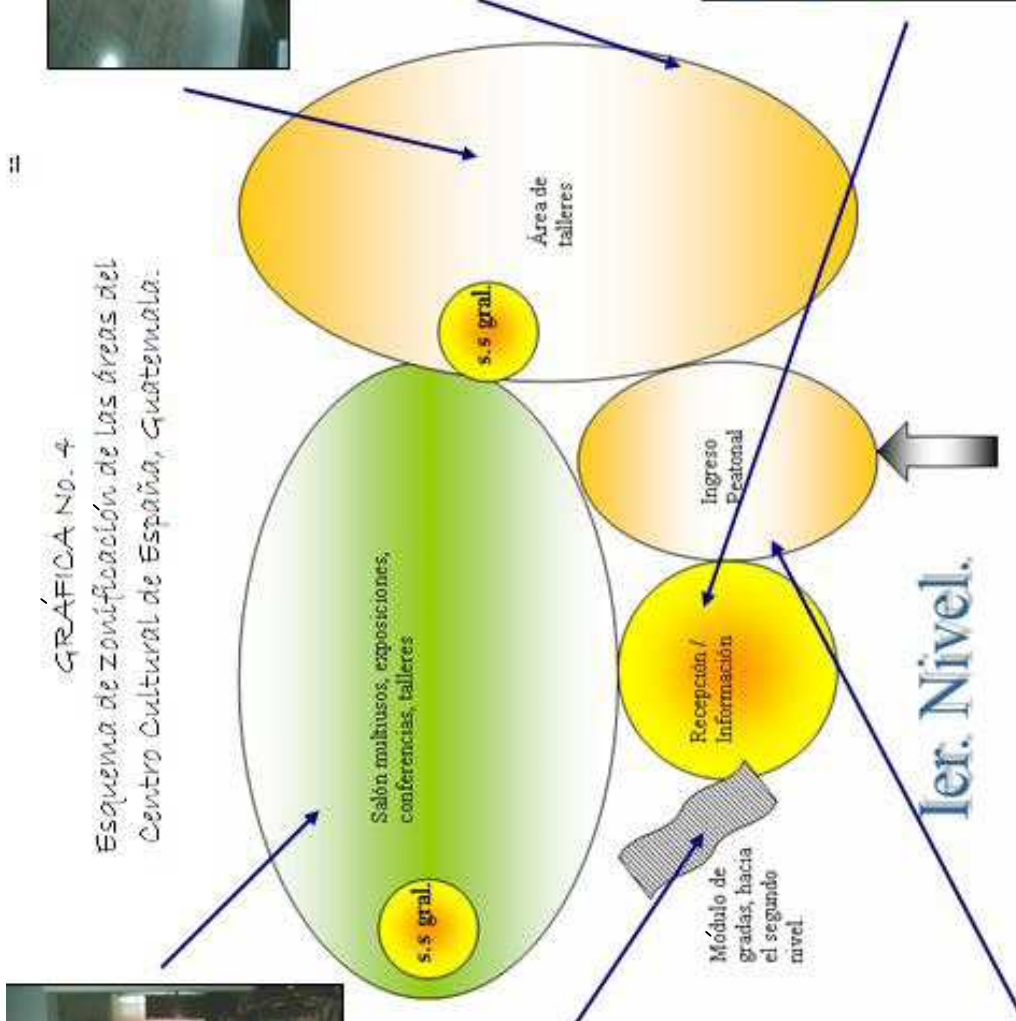 GRÁFICA No. 4
Esquema de zonificación de las áreas del
Centro Cultural de España, Guatemala.
=
Salón multiusos, exposiciones,
conferencias, talleres
s.s gral.
s.s gral.
Área de
talleres
Módulo de
gradas, hacia
el segundo
nivel.
Recepción /
Información
Ingreso
Peatonal
1er. Nivel.